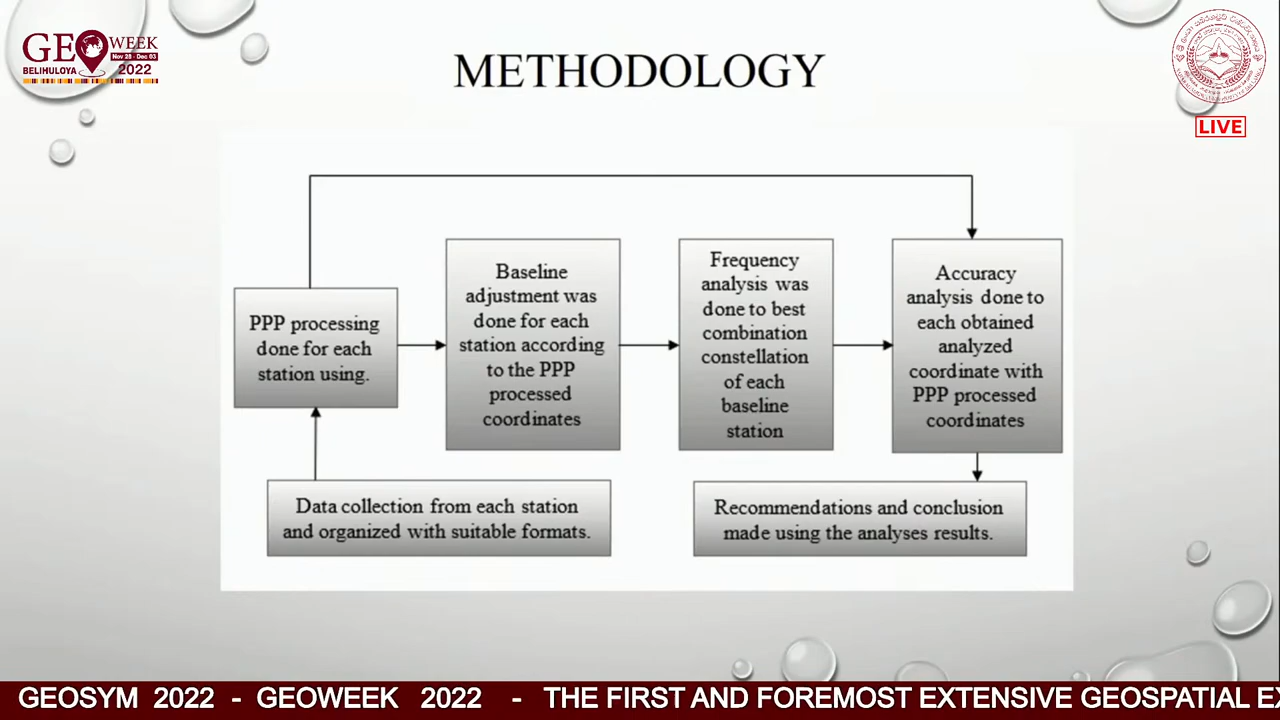 GEO WEEK
Nov 28 - Dec 03
BELIHULOYA 2022
METHODOLOGY
LIVE
PPP processing
done for each
station using.
Baseline
adjustment was
done for each
station according
to the PPP
processed
coordinates
Frequency
analysis was
done to best
combination
constellation
of each
baseline
station
Accuracy
analysis done to
each obtained
analyzed
coordinate with
PPP processed
coordinates
Data collection from each station
and organized with suitable formats.
Recommendations and conclusion
made using the analyses results.
GEOSYM 2022 - GEOWEEK 2022 - THE FIRST AND FOREMOST EXTENSIVE GEOSPATIAL EX